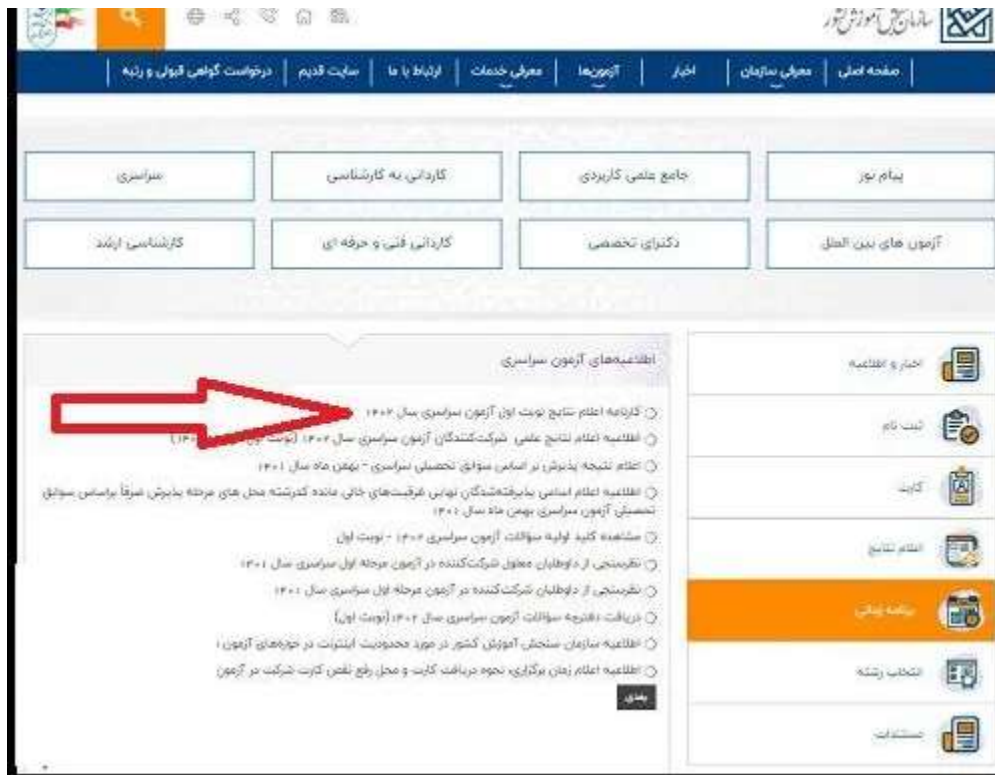 سازمان سنجش آموزش کشور
صفحه اصلی
معرفی سازمان
اخبار
آزمون‌ها
معرفی خدمات
ارتباط با ما
سایت قدیم
درخواست گواهی قبولی و رتبه
پیام نور
جامع علمی کاربردی
کاردانی به کارشناسی
سراسری
آزمون های بین الملل
دکترای تخصصی
کاردانی فنی و حرفه ای
کارشناسی ارشد
اخبار و اطلاعیه
ثبت نام
کارت
اعلام نتایج
برنامه زمانی
انتخاب رشته
مستندات
اطلاعیه‌های آزمون سراسری
کارنامه اعلام نتایج نوبت اول آزمون سراسری سال ۱۴۰۲
اطلاعیه اعلام نتایج علمی شرکت‌کنندگان آزمون سراسری سال ۱۴۰۲ (نوبت اول
اعلام نتیجه پذیرش بر اساس سوابق تحصیلی سراسری - بهمن ماه سال ۱۴۰۱
اطلاعیه اعلام اسامی پذیرفته‌شدگان نهایی ظرفیت‌های خالی مانده کدرشته محل های مرحله پذیرش صرفاً براساس سوابق
تحصیلی آزمون سراسری بهمن ماه سال ۱۴۰۱
مشاهده کلید اولیه سؤالات آزمون سراسری ۱۴۰۲ - نوبت اول
نظرسنجی از داوطلبان معلول شرکت‌کننده در آزمون مرحله اول سراسری سال ۱۴۰۲
نظرسنجی از داوطلبان شرکت‌کننده در آزمون مرحله اول سراسری سال ۱۴۰۲
دریافت دفترچه سؤالات آزمون سراسری سال ۱۴۰۲ (نوبت اول)
اطلاعیه سازمان سنجش آموزش کشور در مورد محدودیت اینترنت در حوزه‌های آزمون
اطلاعیه اعلام زمان برگزاری، نحوه دریافت کارت و محل رفع نقص کارت شرکت در آزمون
بعدی